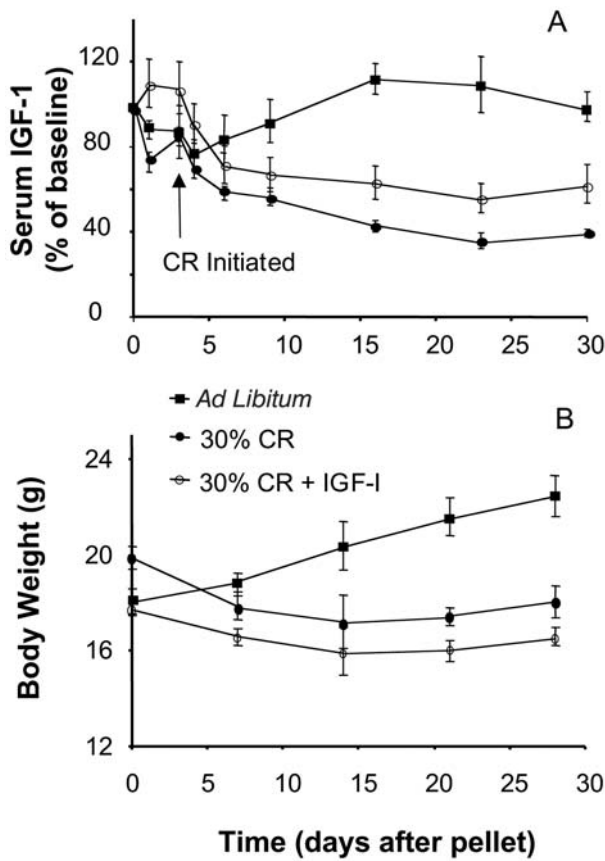 A
Serum IGF-1
(% of baseline)
120
80
40
0
CR Initiated
0 5 10 15 20 25 30
Ad Libitum
30% CR
30% CR + IGF-I
B
Body Weight (g)
24
20
16
12
0 5 10 15 20 25 30
Time (days after pellet)